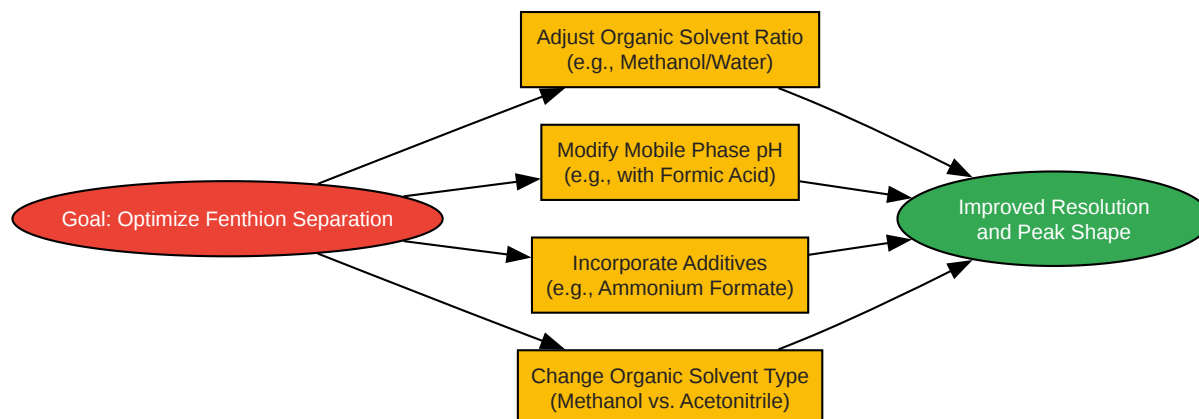 Adjust Organic Solvent Ratio
(e.g., Methanol/Water)
Modify Mobile Phase pH
(e.g., with Formic Acid)
Goal: Optimize Fenthion Separation
Improved Resolution
and Peak Shape
Incorporate Additives
(e.g., Ammonium Formate)
Change Organic Solvent Type
(Methanol vs. Acetonitrile)